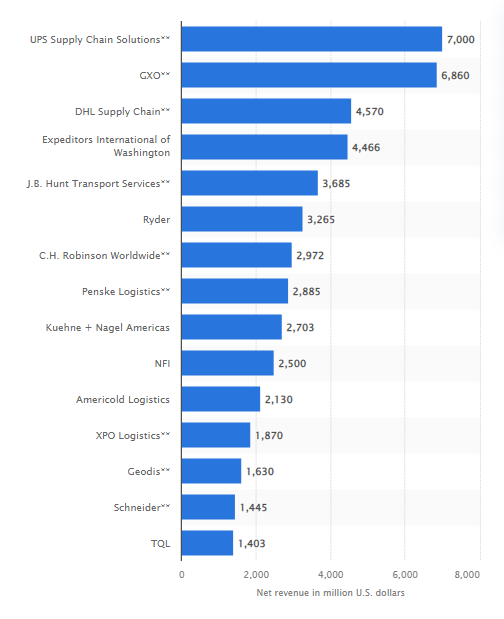 UPS Supply Chain Solutions** 7,000
GXO** 6,860
DHL Supply Chain** 4,570
Expeditors International of
Washington 4,466
J.B. Hunt Transport Services** 3,685
Ryder 3,265
C.H. Robinson Worldwide** 2,972
Penske Logistics** 2,885
Kuehne + Nagel Americas 2,703
NFI 2,500
Americold Logistics 2,130
XPO Logistics** 1,870
Geodis** 1,630
Schneider** 1,445
TQL 1,403
0 2,000 4,000 6,000 8,000
Net revenue in million U.S. dollars